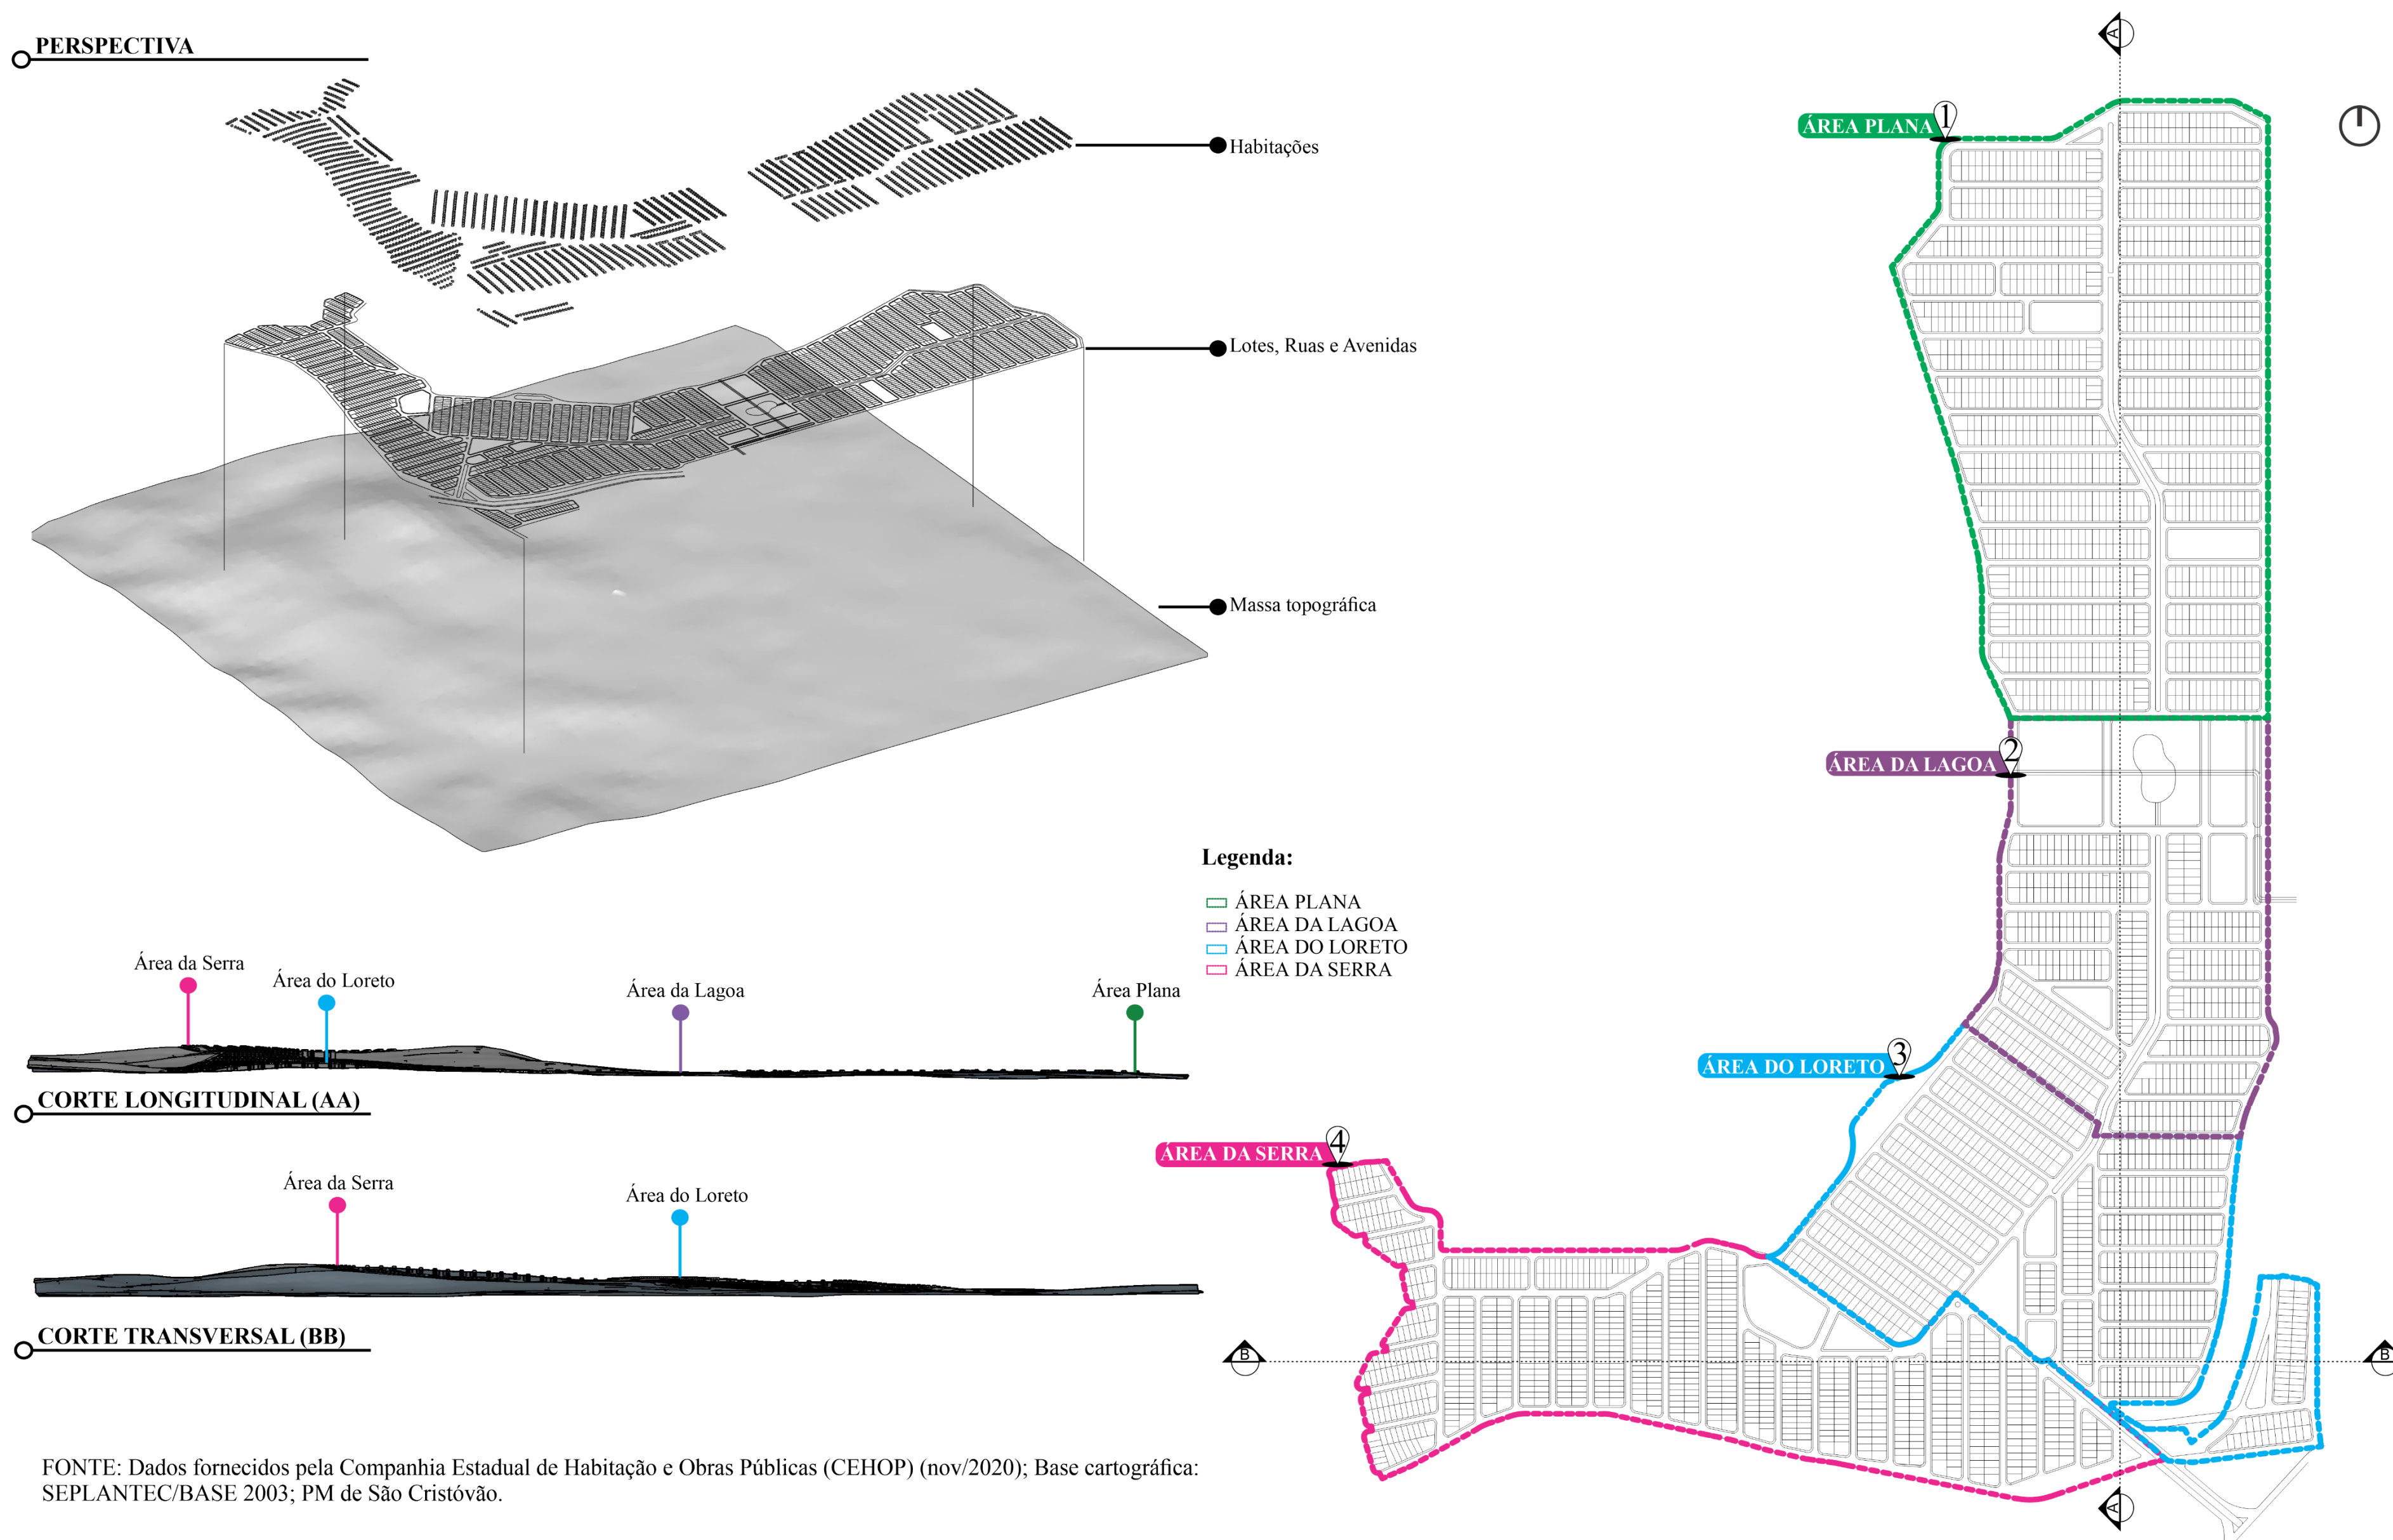 PERSPECTIVA
Habitações
Lotes, Ruas e Avenidas
Massa topográfica
Legenda:
ÁREA PLANA
ÁREA DA LAGOA
ÁREA DO LORETO
ÁREA DA SERRA
Área da Serra
Área do Loreto
Área da Lagoa
Área Plana
CORTE LONGITUDINAL (AA)
Área da Serra
Área do Loreto
CORTE TRANSVERSAL (BB)
FONTE: Dados fornecidos pela Companhia Estadual de Habitação e Obras Públicas (CEHOP) (nov/2020); Base cartográfica:
SEPLANTEC/BASE 2003; PM de São Cristóvão.
A
ÁREA PLANA 1
ÁREA DA LAGOA 2
ÁREA DO LORETO 3
ÁREA DA SERRA 4
B
B
A